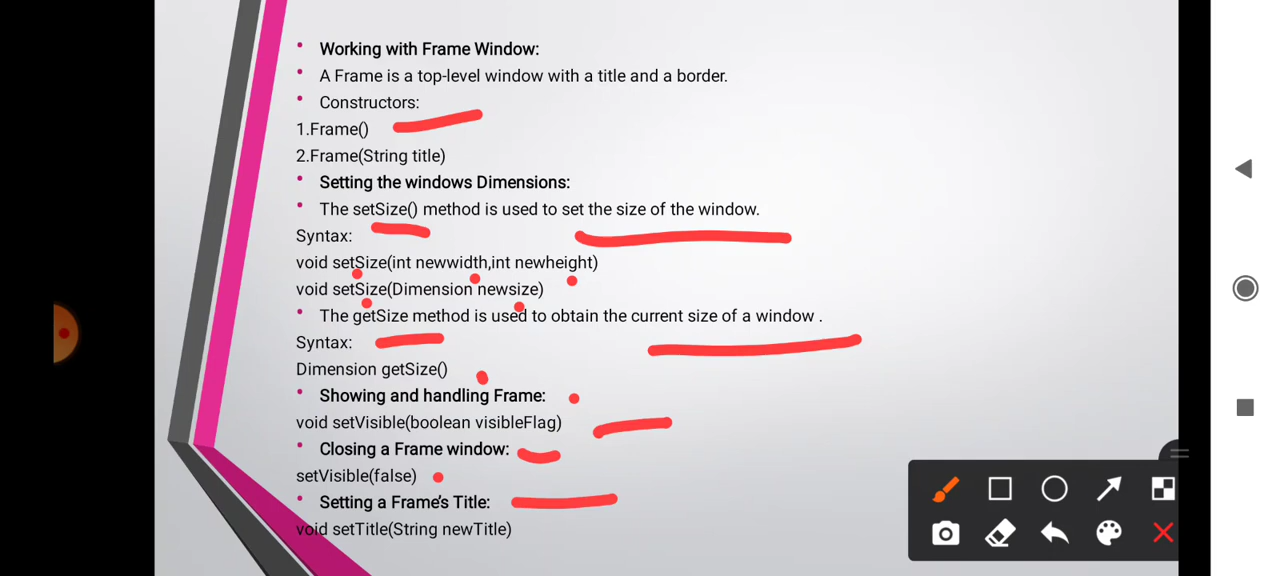 • Working with Frame Window:
• A Frame is a top-level window with a title and a border.
• Constructors:
1.Frame()
2.Frame(String title)
• Setting the windows Dimensions:
• The setSize() method is used to set the size of the window.
Syntax:
void setSize(int newwidth,int newheight)
void setSize(Dimension newsize)
• The getSize method is used to obtain the current size of a window .
Syntax:
Dimension getSize()
• Showing and handling Frame:
void setVisible(boolean visibleFlag)
• Closing a Frame window:
setVisible(false)
• Setting a Frame's Title:
void setTitle(String newTitle)